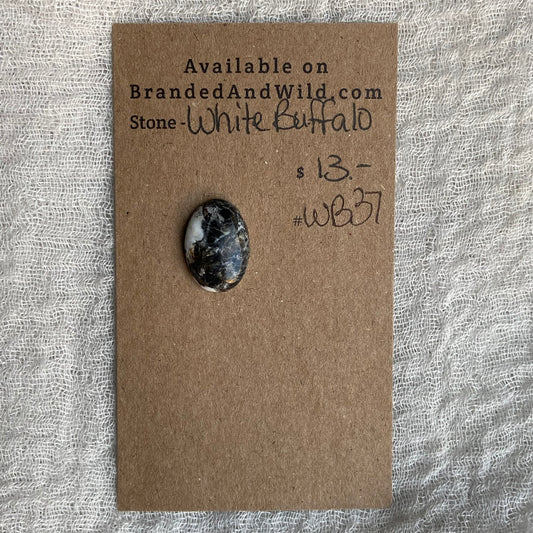 Available on
BrandedAndWild.com
Stone - White Buffalo
$ 13.-
#WB37